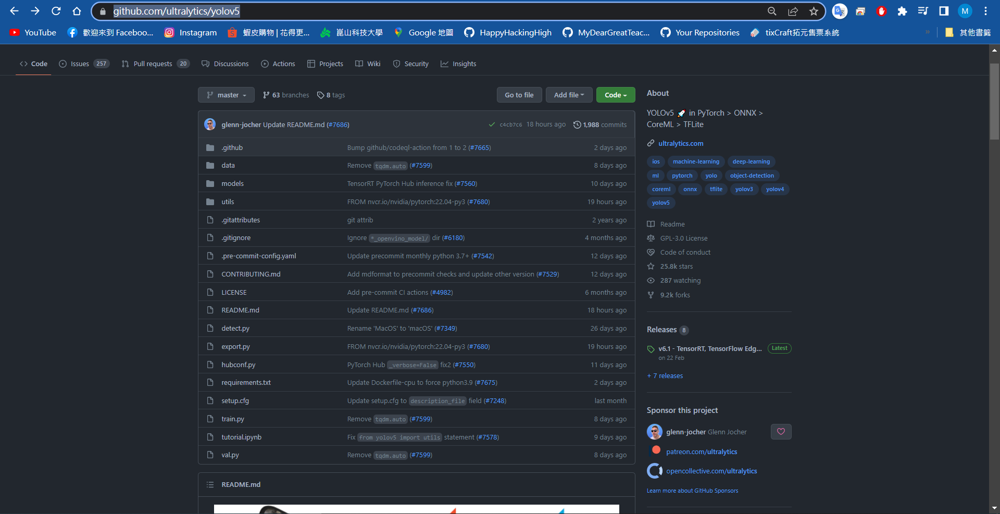 github.com/ultralytics/yolov5
M
YouTube 歡迎來到 Faceboo... Instagram 蝦皮購物 | 花得更... 崑山科技大學 Google 地圖 HappyHackingHigh MyDearGreatTeac... Your Repositories tixCraft拓元售票系統 » 其他書籤
Code Issues 257 Pull requests 20 Discussions Actions Projects Wiki Security Insights
master 63 branches 8 tags Go to file Add file Code
glenn-jocher Update README.md (#7686) c4cb7c6 18 hours ago 1,988 commits
.github Bump github/codeql-action from 1 to 2 (#7665) 2 days ago
data Remove tqdm.auto (#7599) 8 days ago
models TensorRT PyTorch Hub inference fix (#7560) 10 days ago
utils FROM nvcr.io/nvidia/pytorch:22.04-py3 (#7680) 19 hours ago
.gitattributes git attrib 2 years ago
.gitignore Ignore *_openvino_model/ dir (#6180) 4 months ago
.pre-commit-config.yaml Update precommit monthly python 3.7+ (#7542) 12 days ago
CONTRIBUTING.md Add mdformat to precommit checks and update other version (#7529) 12 days ago
LICENSE Add pre-commit CI actions (#4982) 6 months ago
README.md Update README.md (#7686) 18 hours ago
detect.py Rename 'MacOS' to 'macOS' (#7349) 26 days ago
export.py FROM nvcr.io/nvidia/pytorch:22.04-py3 (#7680) 19 hours ago
hubconf.py PyTorch Hub _verbose=False fix2 (#7550) 11 days ago
requirements.txt Update Dockerfile-cpu to force python3.9 (#7675) 2 days ago
setup.cfg Update setup.cfg to description_file field (#7248) last month
train.py Remove tqdm.auto (#7599) 8 days ago
tutorial.ipynb Fix from yolov5 import utils statement (#7578) 9 days ago
val.py Remove tqdm.auto (#7599) 8 days ago
README.md
About
YOLOv5 🚀 in PyTorch > ONNX >
CoreML > TFLite
ultralytics.com
ios machine-learning deep-learning
ml pytorch yolo object-detection
coreml onnx tflite yolov3 yolov4
yolov5
Readme
GPL-3.0 License
Code of conduct
25.8k stars
287 watching
9.2k forks
Releases 8
v6.1 - TensorRT, TensorFlow Edg... Latest
on 22 Feb
+ 7 releases
Sponsor this project
glenn-jocher Glenn Jocher
patreon.com/ultralytics
opencollective.com/ultralytics
Learn more about GitHub Sponsors